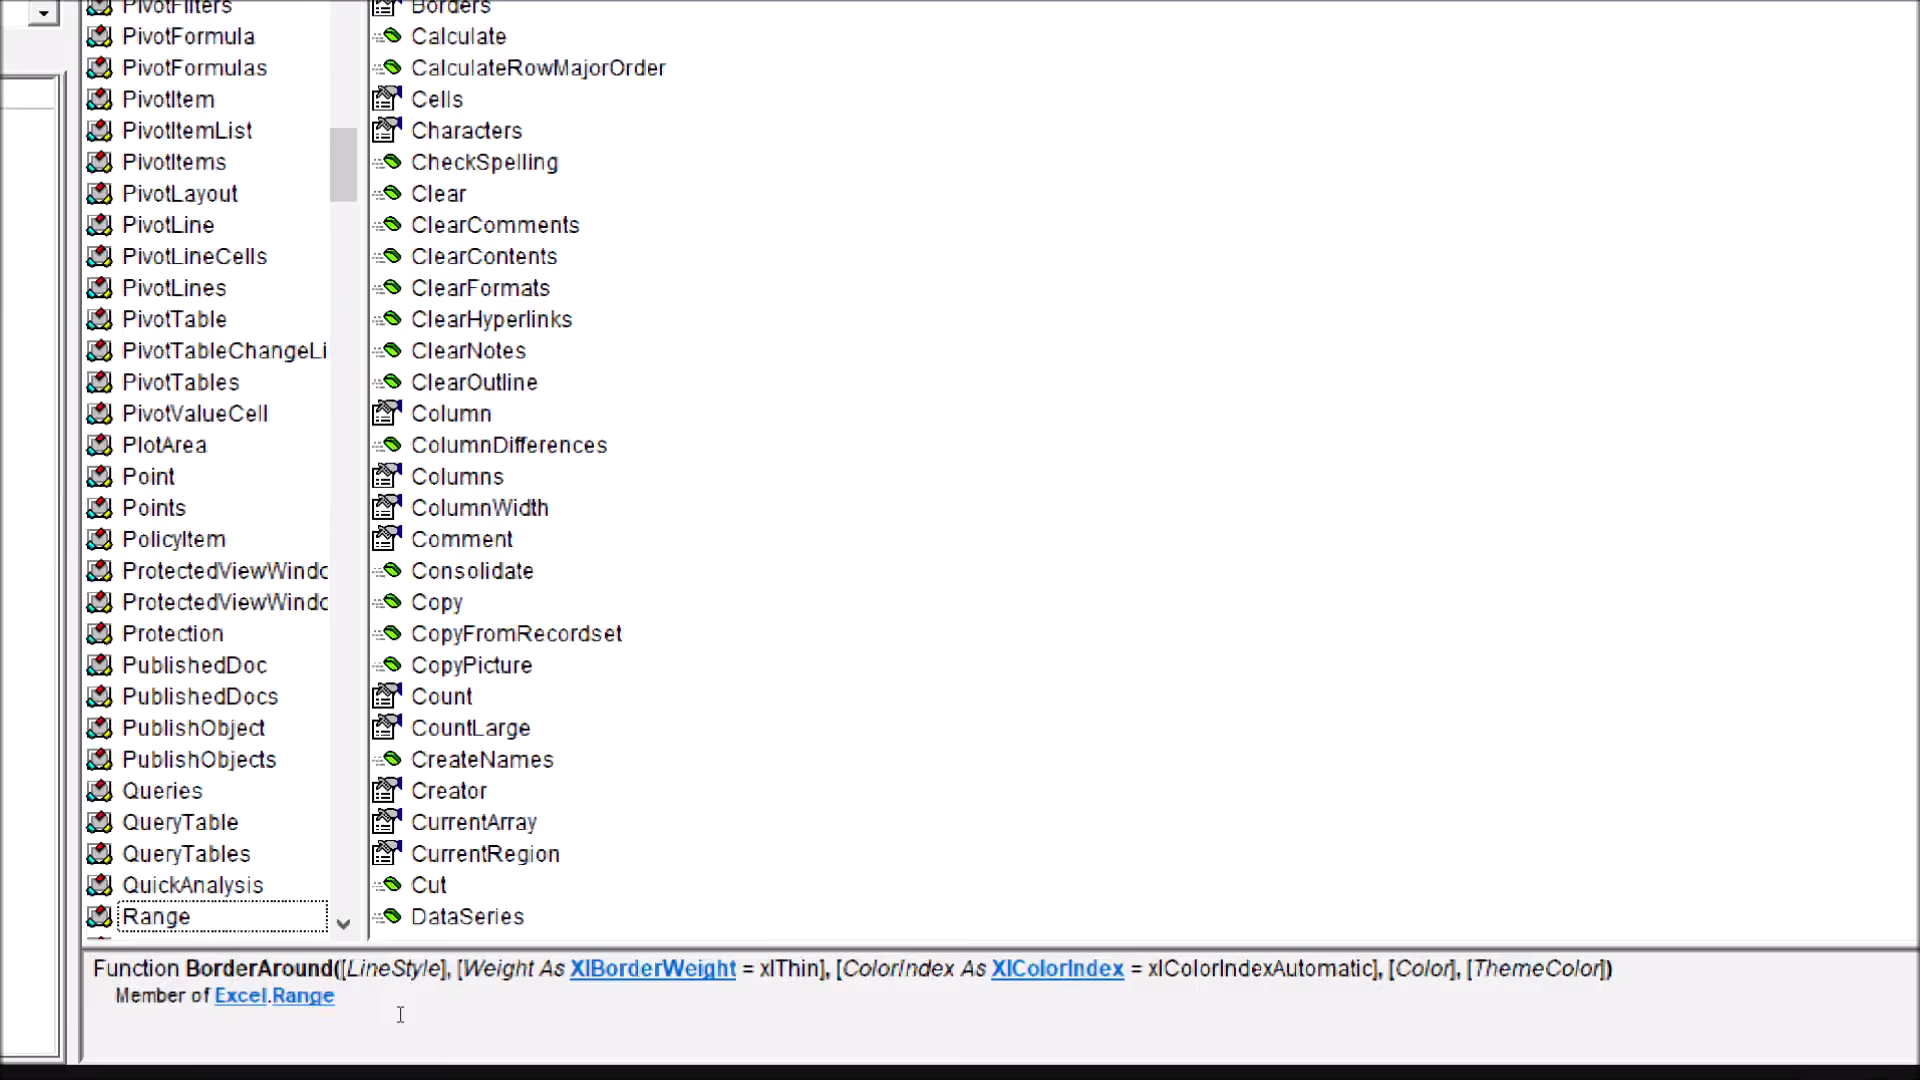 PivotFilters
PivotFormula
PivotFormulas
PivotItem
PivotItemList
PivotItems
PivotLayout
PivotLine
PivotLineCells
PivotLines
PivotTable
PivotTableChangeLi
PivotTables
PivotValueCell
PlotArea
Point
Points
PolicyItem
ProtectedViewWindo
ProtectedViewWindo
Protection
PublishedDoc
PublishedDocs
PublishObject
PublishObjects
Queries
QueryTable
QueryTables
QuickAnalysis
Range
Borders
Calculate
CalculateRowMajorOrder
Cells
Characters
CheckSpelling
Clear
ClearComments
ClearContents
ClearFormats
ClearHyperlinks
ClearNotes
ClearOutline
Column
ColumnDifferences
Columns
ColumnWidth
Comment
Consolidate
Copy
CopyFromRecordset
CopyPicture
Count
CountLarge
CreateNames
Creator
CurrentArray
CurrentRegion
Cut
DataSeries
Function BorderAround([LineStyle], [Weight As XlBorderWeight = xlThin], [ColorIndex As XlColorIndex = xlColorIndexAutomatic], [Color], [ThemeColor])
Member of Excel.Range